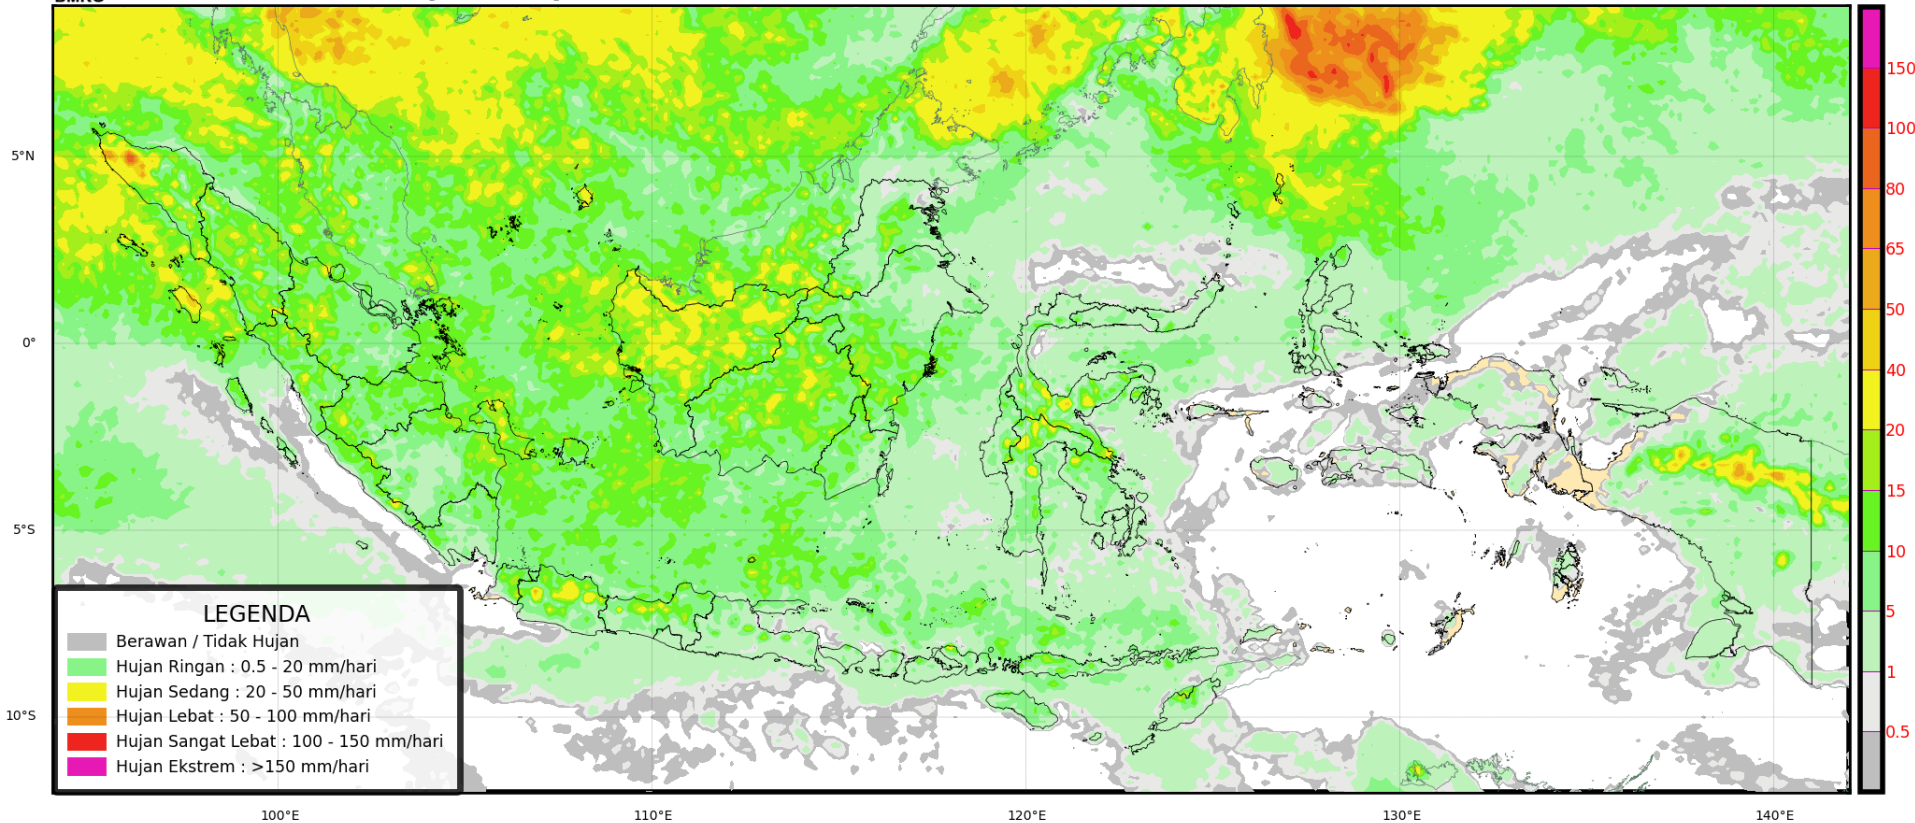 5°N
0°
5°S
10°S
100°E
110°E
120°E
130°E
140°E
LEGENDA
Berawan / Tidak Hujan
Hujan Ringan : 0.5 - 20 mm/hari
Hujan Sedang : 20 - 50 mm/hari
Hujan Lebat : 50 - 100 mm/hari
Hujan Sangat Lebat : 100 - 150 mm/hari
Hujan Ekstrem : >150 mm/hari
150
100
80
65
50
40
20
15
10
5
1
0.5